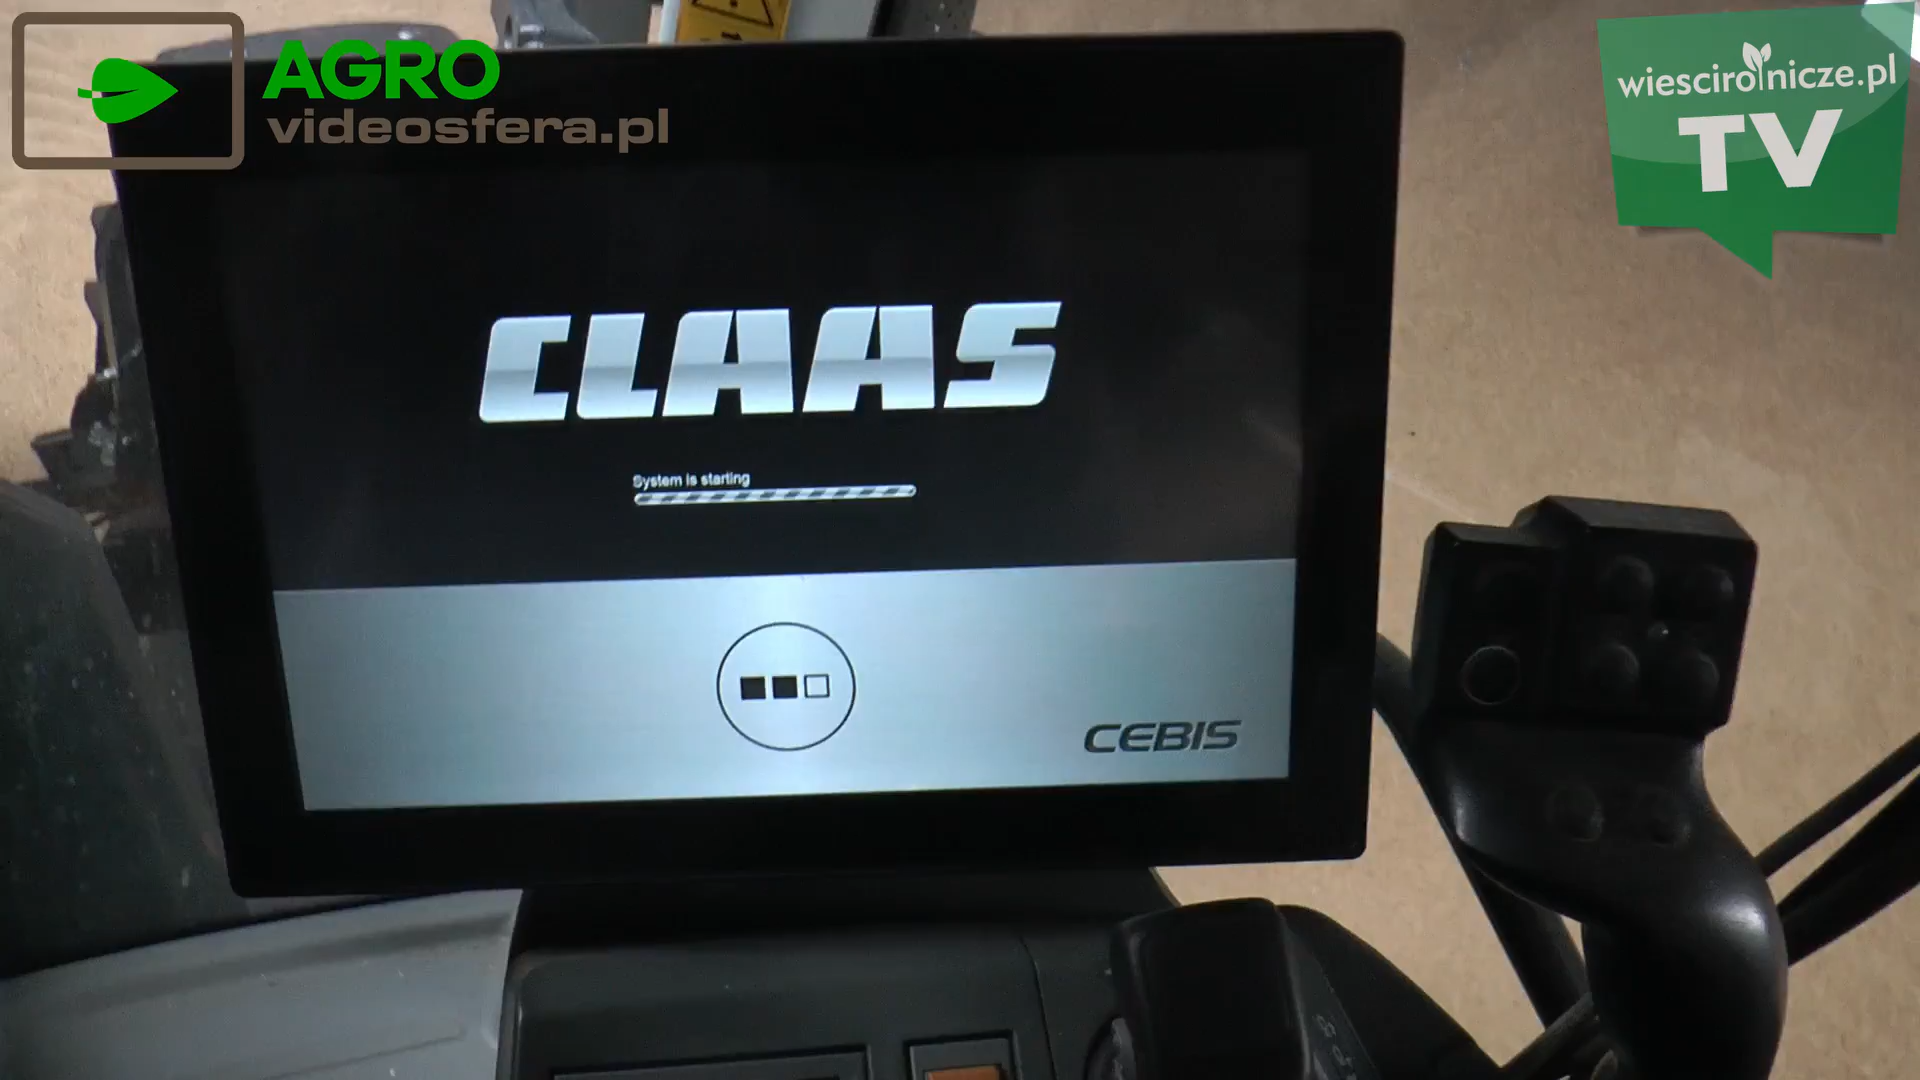 AGRO
videosfera.pl
wiescirolnicze.pl
TV
CLAAS
System is starting
CEBIS